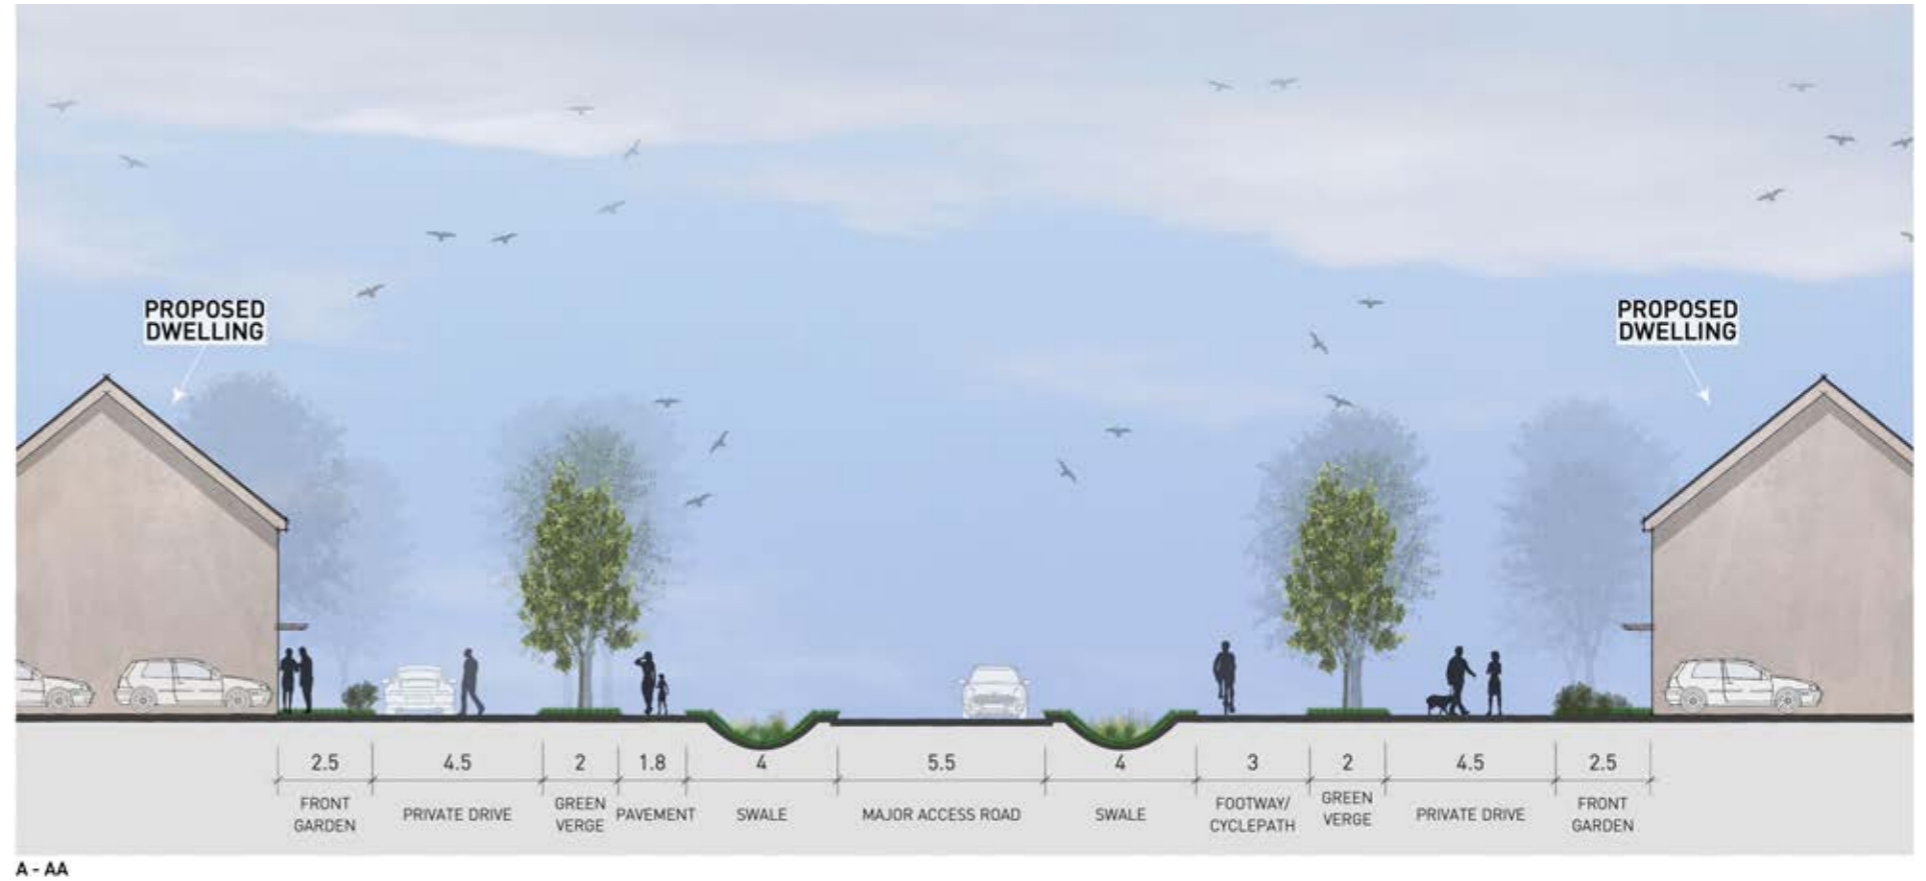 PROPOSED
DWELLING
PROPOSED
DWELLING
2.5
4.5
2
1.8
4
5.5
4
3
2
4.5
2.5
FRONT
GARDEN
PRIVATE DRIVE
GREEN
VERGE
PAVEMENT
SWALE
MAJOR ACCESS ROAD
SWALE
FOOTWAY/
CYCLEPATH
GREEN
VERGE
PRIVATE DRIVE
FRONT
GARDEN
A - AA